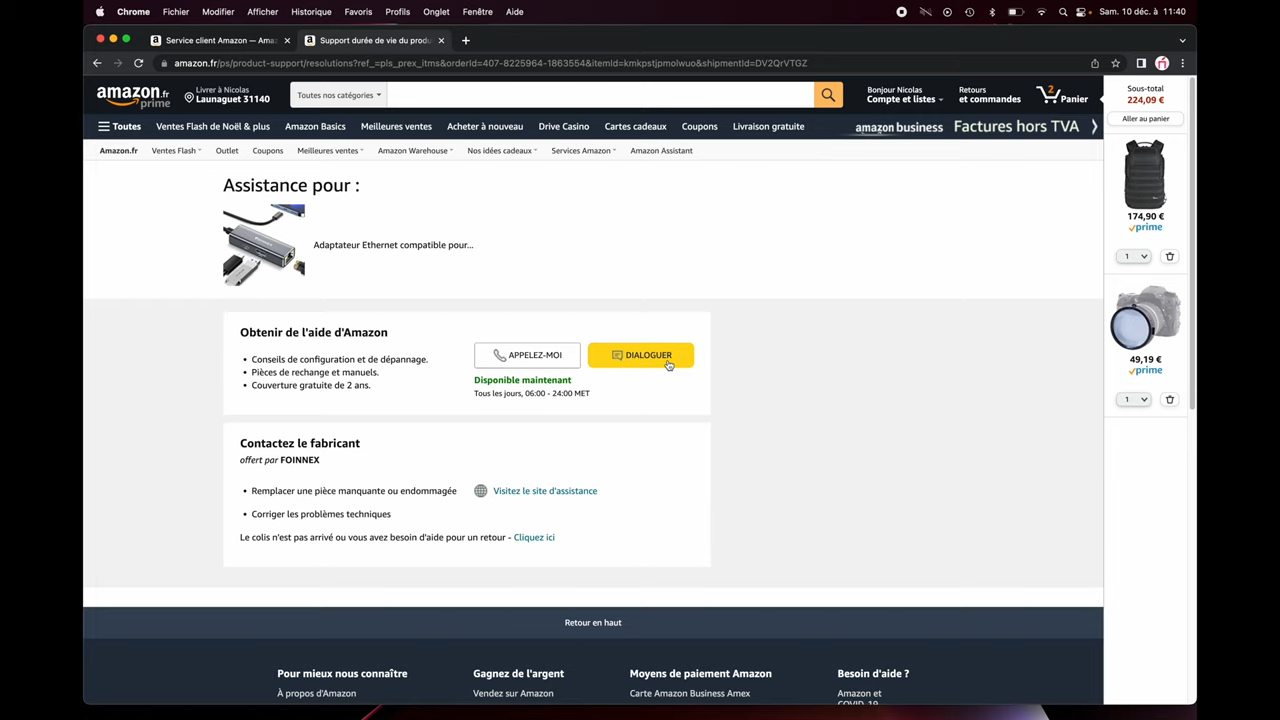 Chrome Fichier Modifier Afficher Historique Favoris Profils Onglet Fenêtre Aide Sam. 10 déc. à 11:40
Service client Amazon — Ama Support durée de vie du produ
amazon.fr/ps/product-support/resolutions?ref_=pls_prex_itms&orderId=407-8225964-1863554&itemId=kmkpstjpmolwuo&shipmentId=DV2QrVTGZ
amazon.fr prime
Livrer à Nicolas
Launaguet 31140
Toutes nos catégories
Bonjour Nicolas
Compte et listes
Retours
et commandes
2
Panier
Toutes Ventes Flash de Noël & plus Amazon Basics Meilleures ventes Acheter à nouveau Drive Casino Cartes cadeaux Coupons Livraison gratuite amazon business Factures hors TVA
Amazon.fr Ventes Flash Outlet Coupons Meilleures ventes Amazon Warehouse Nos idées cadeaux Services Amazon Amazon Assistant
Sous-total
224,09 €
Aller au panier
174,90 €
prime
1
49,19 €
prime
1
Assistance pour :
Adaptateur Ethernet compatible pour...
Obtenir de l'aide d'Amazon
• Conseils de configuration et de dépannage.
• Pièces de rechange et manuels.
• Couverture gratuite de 2 ans.
APPELEZ-MOI DIALOGUER
Disponible maintenant
Tous les jours, 06:00 - 24:00 MET
Contactez le fabricant
offert par FOINNEX
• Remplacer une pièce manquante ou endommagée
• Corriger les problèmes techniques
Visitez le site d'assistance
Le colis n'est pas arrivé ou vous avez besoin d'aide pour un retour - Cliquez ici
Retour en haut
Pour mieux nous connaître Gagnez de l'argent Moyens de paiement Amazon Besoin d'aide ?
À propos d'Amazon Vendez sur Amazon Carte Amazon Business Amex Amazon et
COVID-19